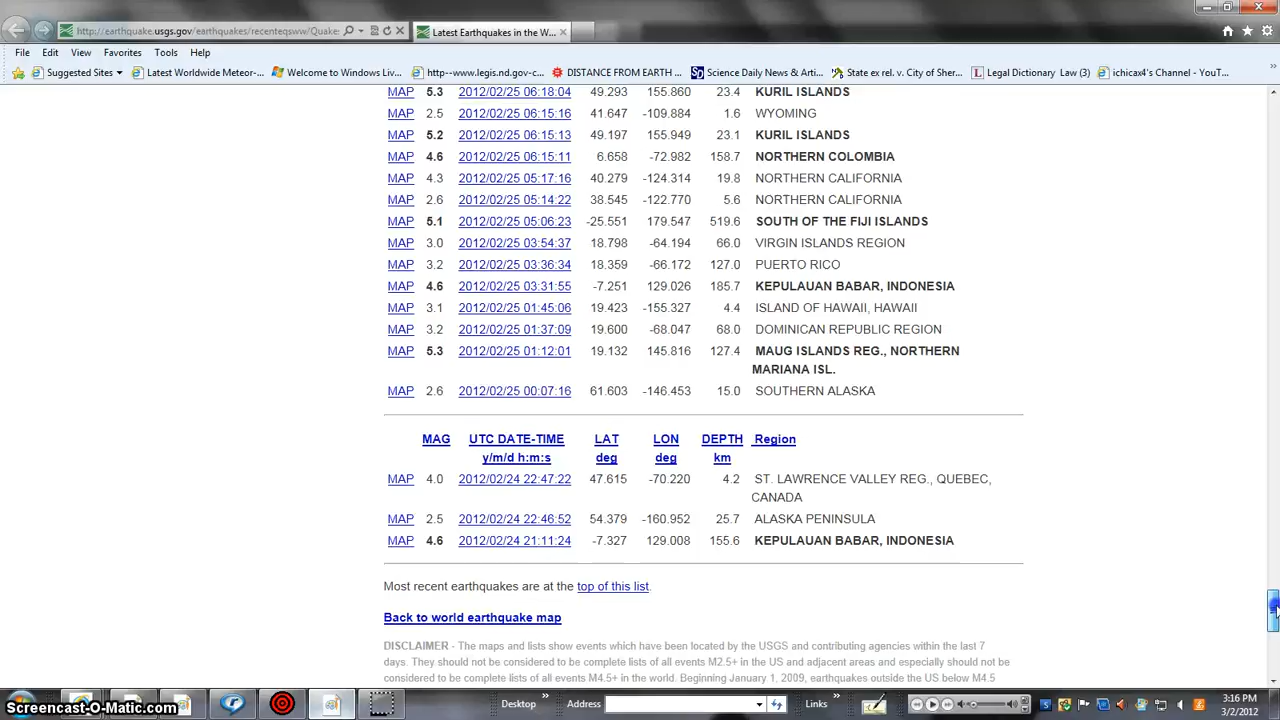 http://earthquake.usgs.gov/earthquakes/recenteqsww/Quake
Latest Earthquakes in the W...
File Edit View Favorites Tools Help
Suggested Sites Latest Worldwide Meteor-... Welcome to Windows Liv... http--www.legis.nd.gov-c... DISTANCE FROM EARTH ... Science Daily News & Arti... State ex rel. v. City of Sher... Legal Dictionary Law (3) ichicax4's Channel - YouT...
MAP 5.3 2012/02/25 06:18:04 49.293 155.860 23.4 KURIL ISLANDS
MAP 2.5 2012/02/25 06:15:16 41.647 -109.884 1.6 WYOMING
MAP 5.2 2012/02/25 06:15:13 49.197 155.949 23.1 KURIL ISLANDS
MAP 4.6 2012/02/25 06:15:11 6.658 -72.982 158.7 NORTHERN COLOMBIA
MAP 4.3 2012/02/25 05:17:16 40.279 -124.314 19.8 NORTHERN CALIFORNIA
MAP 2.6 2012/02/25 05:14:22 38.545 -122.770 5.6 NORTHERN CALIFORNIA
MAP 5.1 2012/02/25 05:06:23 -25.551 179.547 519.6 SOUTH OF THE FIJI ISLANDS
MAP 3.0 2012/02/25 03:54:37 18.798 -64.194 66.0 VIRGIN ISLANDS REGION
MAP 3.2 2012/02/25 03:36:34 18.359 -66.172 127.0 PUERTO RICO
MAP 4.6 2012/02/25 03:31:55 -7.251 129.026 185.7 KEPULAUAN BABAR, INDONESIA
MAP 3.1 2012/02/25 01:45:06 19.423 -155.327 4.4 ISLAND OF HAWAII, HAWAII
MAP 3.2 2012/02/25 01:37:09 19.600 -68.047 68.0 DOMINICAN REPUBLIC REGION
MAP 5.3 2012/02/25 01:12:01 19.132 145.816 127.4 MAUG ISLANDS REG., NORTHERN
MARIANA ISL.
MAP 2.6 2012/02/25 00:07:16 61.603 -146.453 15.0 SOUTHERN ALASKA
MAG UTC DATE-TIME LAT LON DEPTH Region
y/m/d h:m:s deg deg km
MAP 4.0 2012/02/24 22:47:22 47.615 -70.220 4.2 ST. LAWRENCE VALLEY REG., QUEBEC,
CANADA
MAP 2.5 2012/02/24 22:46:52 54.379 -160.952 25.7 ALASKA PENINSULA
MAP 4.6 2012/02/24 21:11:24 -7.327 129.008 155.6 KEPULAUAN BABAR, INDONESIA
Most recent earthquakes are at the top of this list.
Back to world earthquake map
DISCLAIMER - The maps and lists show events which have been located by the USGS and contributing agencies within the last 7
days. They should not be considered to be complete lists of all events M2.5+ in the US and adjacent areas and especially should not be
considered to be complete lists of all events M4.5+ in the world. Beginning January 1, 2009, earthquakes outside the US below M4.5
Screencast-O-Matic.com
Desktop Address Links
3:16 PM
3/2/2012